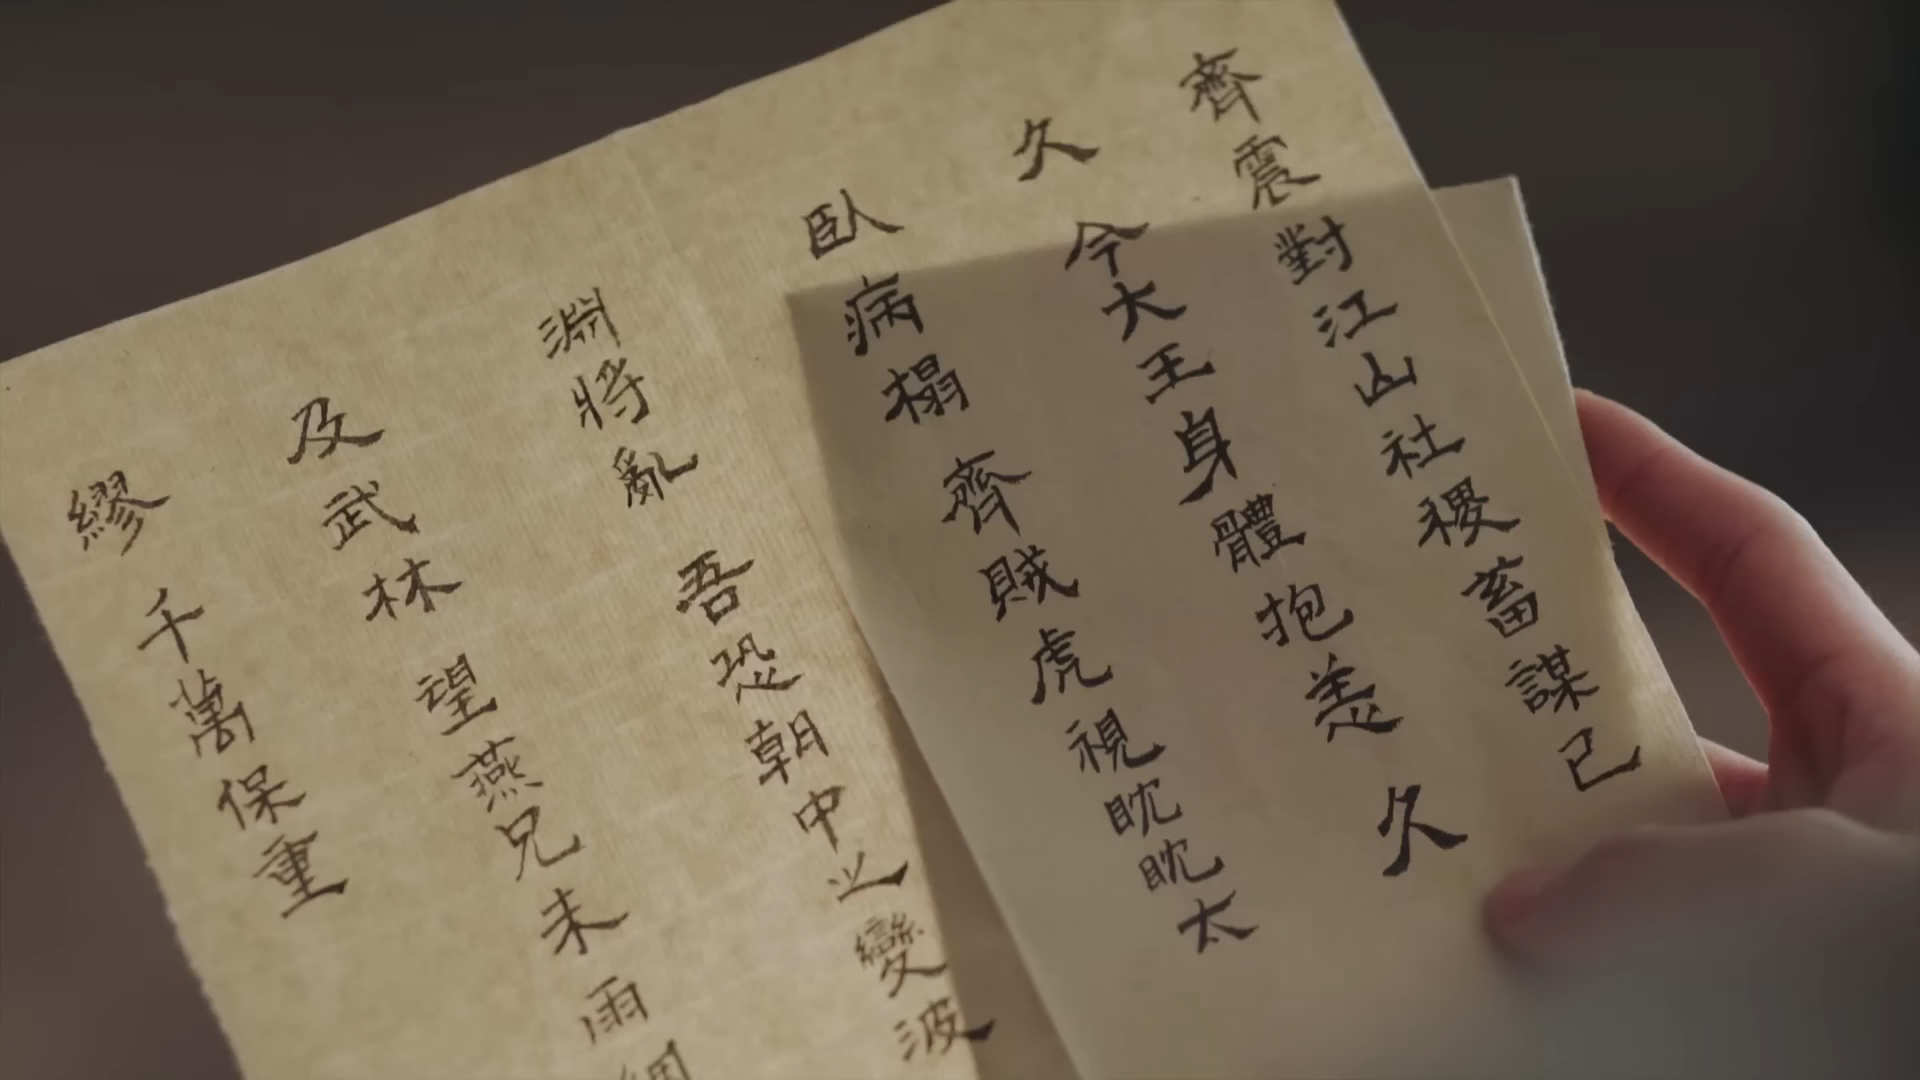 齊震對江山社稷畜謀已
久 今大王身體抱恙久
臥病榻 齊賊虎視眈眈太
淵將亂 吾恐朝中之變波
及武林 望燕兄未雨
繆 千萬保重